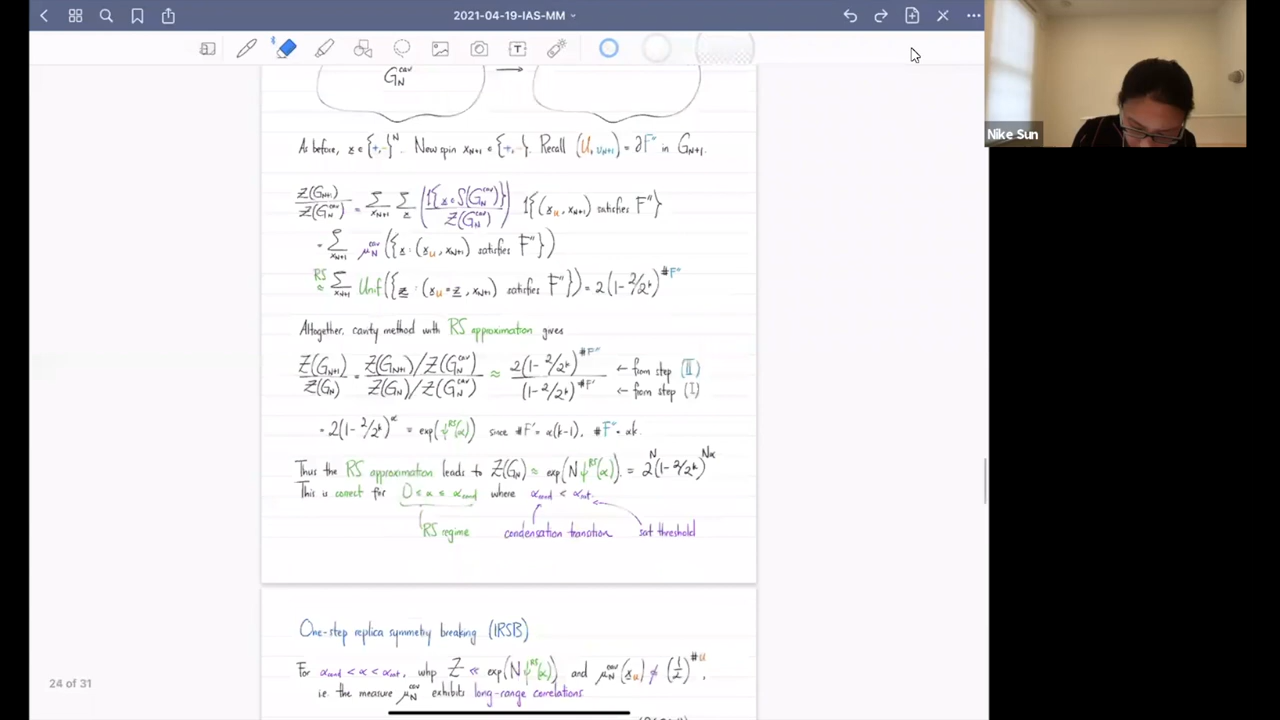 2021-04-19-IAS-MM
Nike Sun
G_N^cav →
As before, x ∈ {+,-}^N. New spin x_{N+1} ∈ {+,-}. Recall (U, u_{N+1}) = ∂F'' in G_{N+1}.
Z(G_{N+1})/Z(G_N^cav) = Σ_{x_{N+1}} Σ_x (1{x ∈ S(G_N^cav)}/Z(G_N^cav)) 1{(x_U, x_{N+1}) satisfies F''}
= Σ_{x_{N+1}} μ_N^cav({x : (x_U, x_{N+1}) satisfies F''})
RS ≈ Σ_{x_{N+1}} Unif({z : (x_U = z, x_{N+1}) satisfies F''}) = 2(1-2/2^k)^{#F''}
Altogether, cavity method with RS approximation gives
Z(G_{N+1})/Z(G_N) = (Z(G_{N+1})/Z(G_N^cav))/(Z(G_N)/Z(G_N^cav)) ≈ 2(1-2/2^k)^{#F''}/(1-2/2^k)^{#F'} ← from step (II) ← from step (I)
= 2(1-2/2^k)^α = exp(ψ^RS(α)) since #F' = α(k-1), #F'' = αk.
Thus the RS approximation leads to Z(G_N) ≈ exp(Nψ^RS(α)). = 2^N(1-2/2^k)^{Nα}
This is correct for 0 < α ≤ α_cond where α_cond < α_sat.
RS regime condensation transition sat threshold
One-step replica symmetry breaking (1RSB)
For α_cond < α < α_sat, whp Z ≪ exp(Nψ^RS(α)) and μ_N^cav(x_U) ≉ (1/2)^{#U},
i.e. the measure μ_N^cav exhibits long-range correlations.
24 of 31